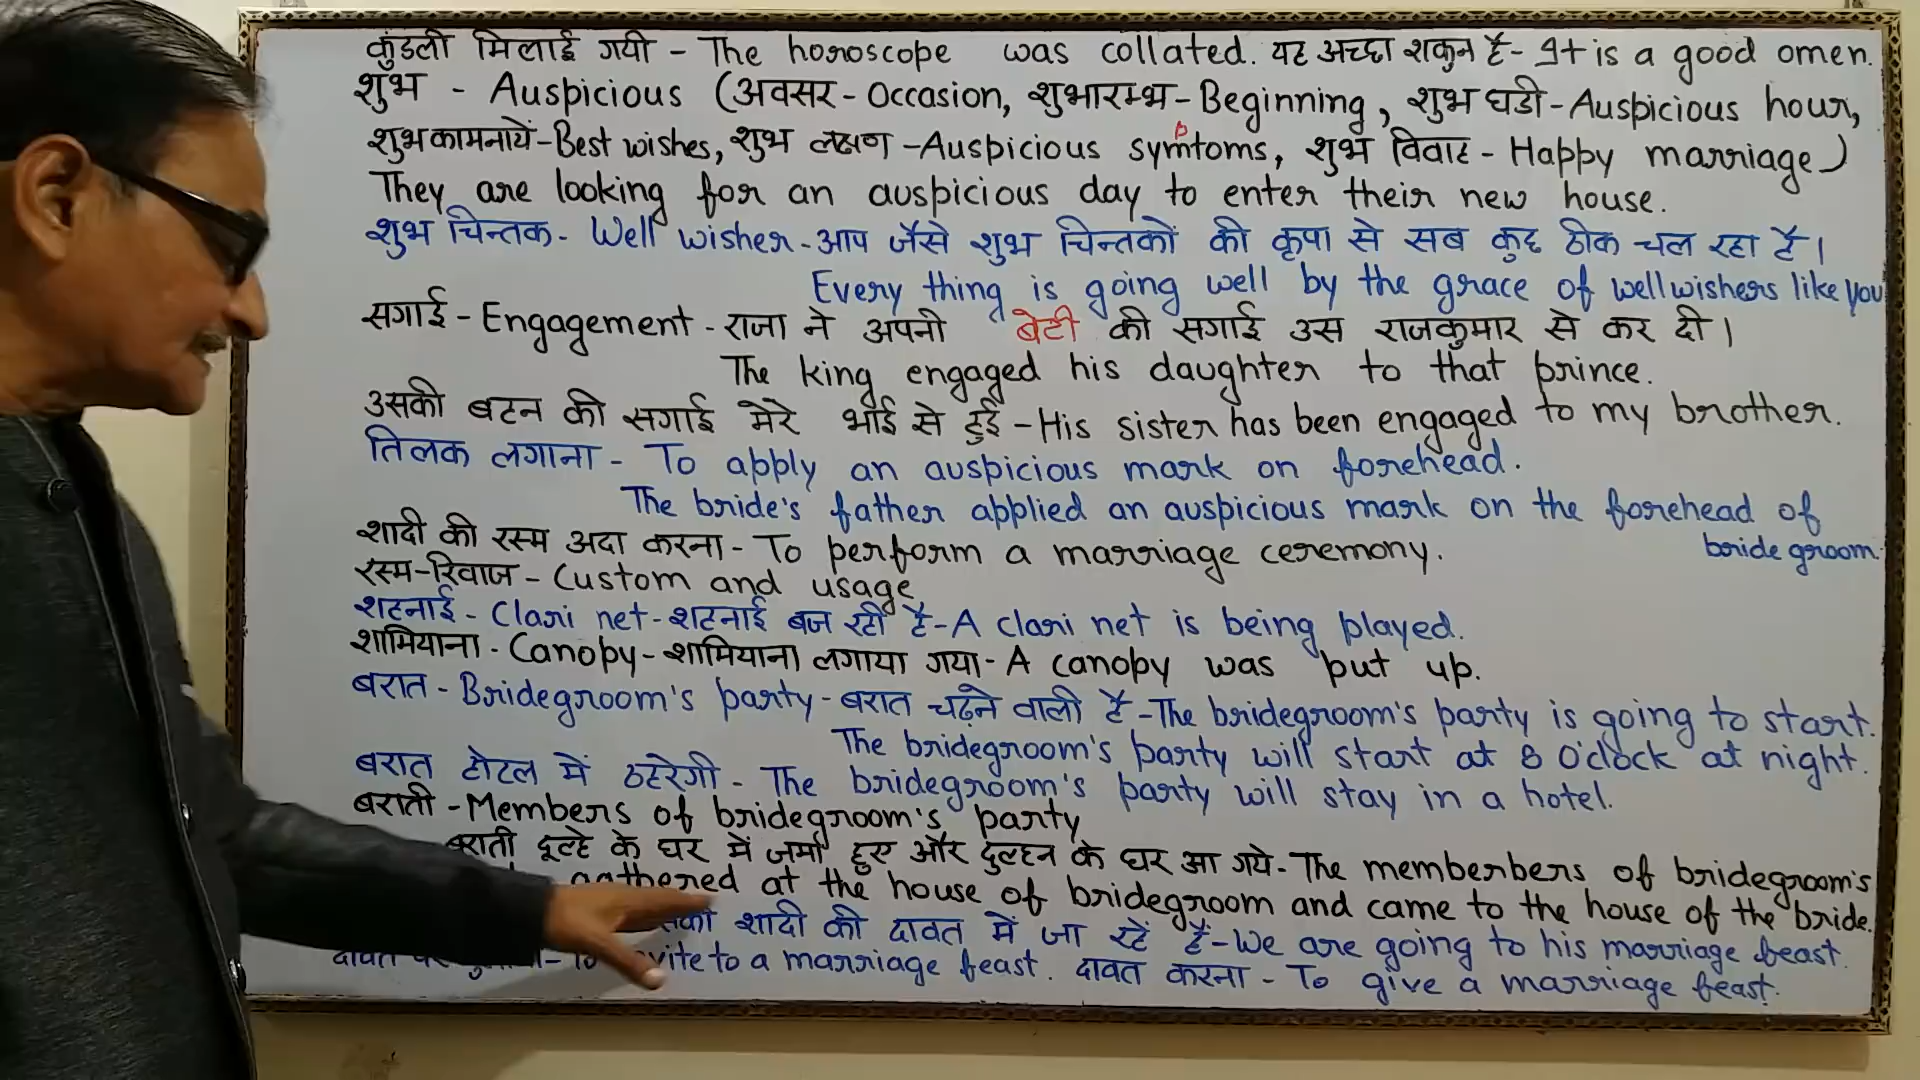 कुंडली मिलाई गयी - The horoscope was collated. यह अच्छा शकुन है - It is a good omen.
शुभ - Auspicious (अवसर - Occasion, शुभारम्भ - Beginning, शुभ घडी - Auspicious hour,
शुभकामनायें - Best wishes, शुभ लक्षण - Auspicious symptoms, शुभ विवाह - Happy marriage)
They are looking for an auspicious day to enter their new house.
शुभ चिन्तक - Well wisher - आप जैसे शुभ चिन्तकों की कृपा से सब कुछ ठीक चल रहा है।
Every thing is going well by the grace of wellwishers like you
सगाई - Engagement - राजा ने अपनी बेटी की सगाई उस राजकुमार से कर दी।
The king engaged his daughter to that prince.
उसकी बहन की सगाई मेरे भाई से हुई - His sister has been engaged to my brother.
तिलक लगाना - To apply an auspicious mark on forehead.
The bride's father applied an auspicious mark on the forehead of
bride groom.
शादी की रस्म अदा करना - To perform a marriage ceremony.
रस्म-रिवाज - Custom and usage
शहनाई - Clari net - शहनाई बज रही है - A clari net is being played.
शामियाना - Canopy - शामियाना लगाया गया - A canopy was put up.
बरात - Bridegroom's party - बरात चढ़ने वाली है - The bridegroom's party is going to start.
The bridegroom's party will start at 8 O'clock at night.
बरात होटल में ठहरेगी - The bridegroom's party will stay in a hotel.
बराती - Members of bridegroom's party
बराती दूल्हे के घर में जमा हुए और दुल्हन के घर आ गये - The memberbers of bridegroom's
gathered at the house of bridegroom and came to the house of the bride.
शादी की दावत में जा रहें हैं - We are going to his marriage feast.
to a marriage feast. दावत करना - To give a marriage feast.